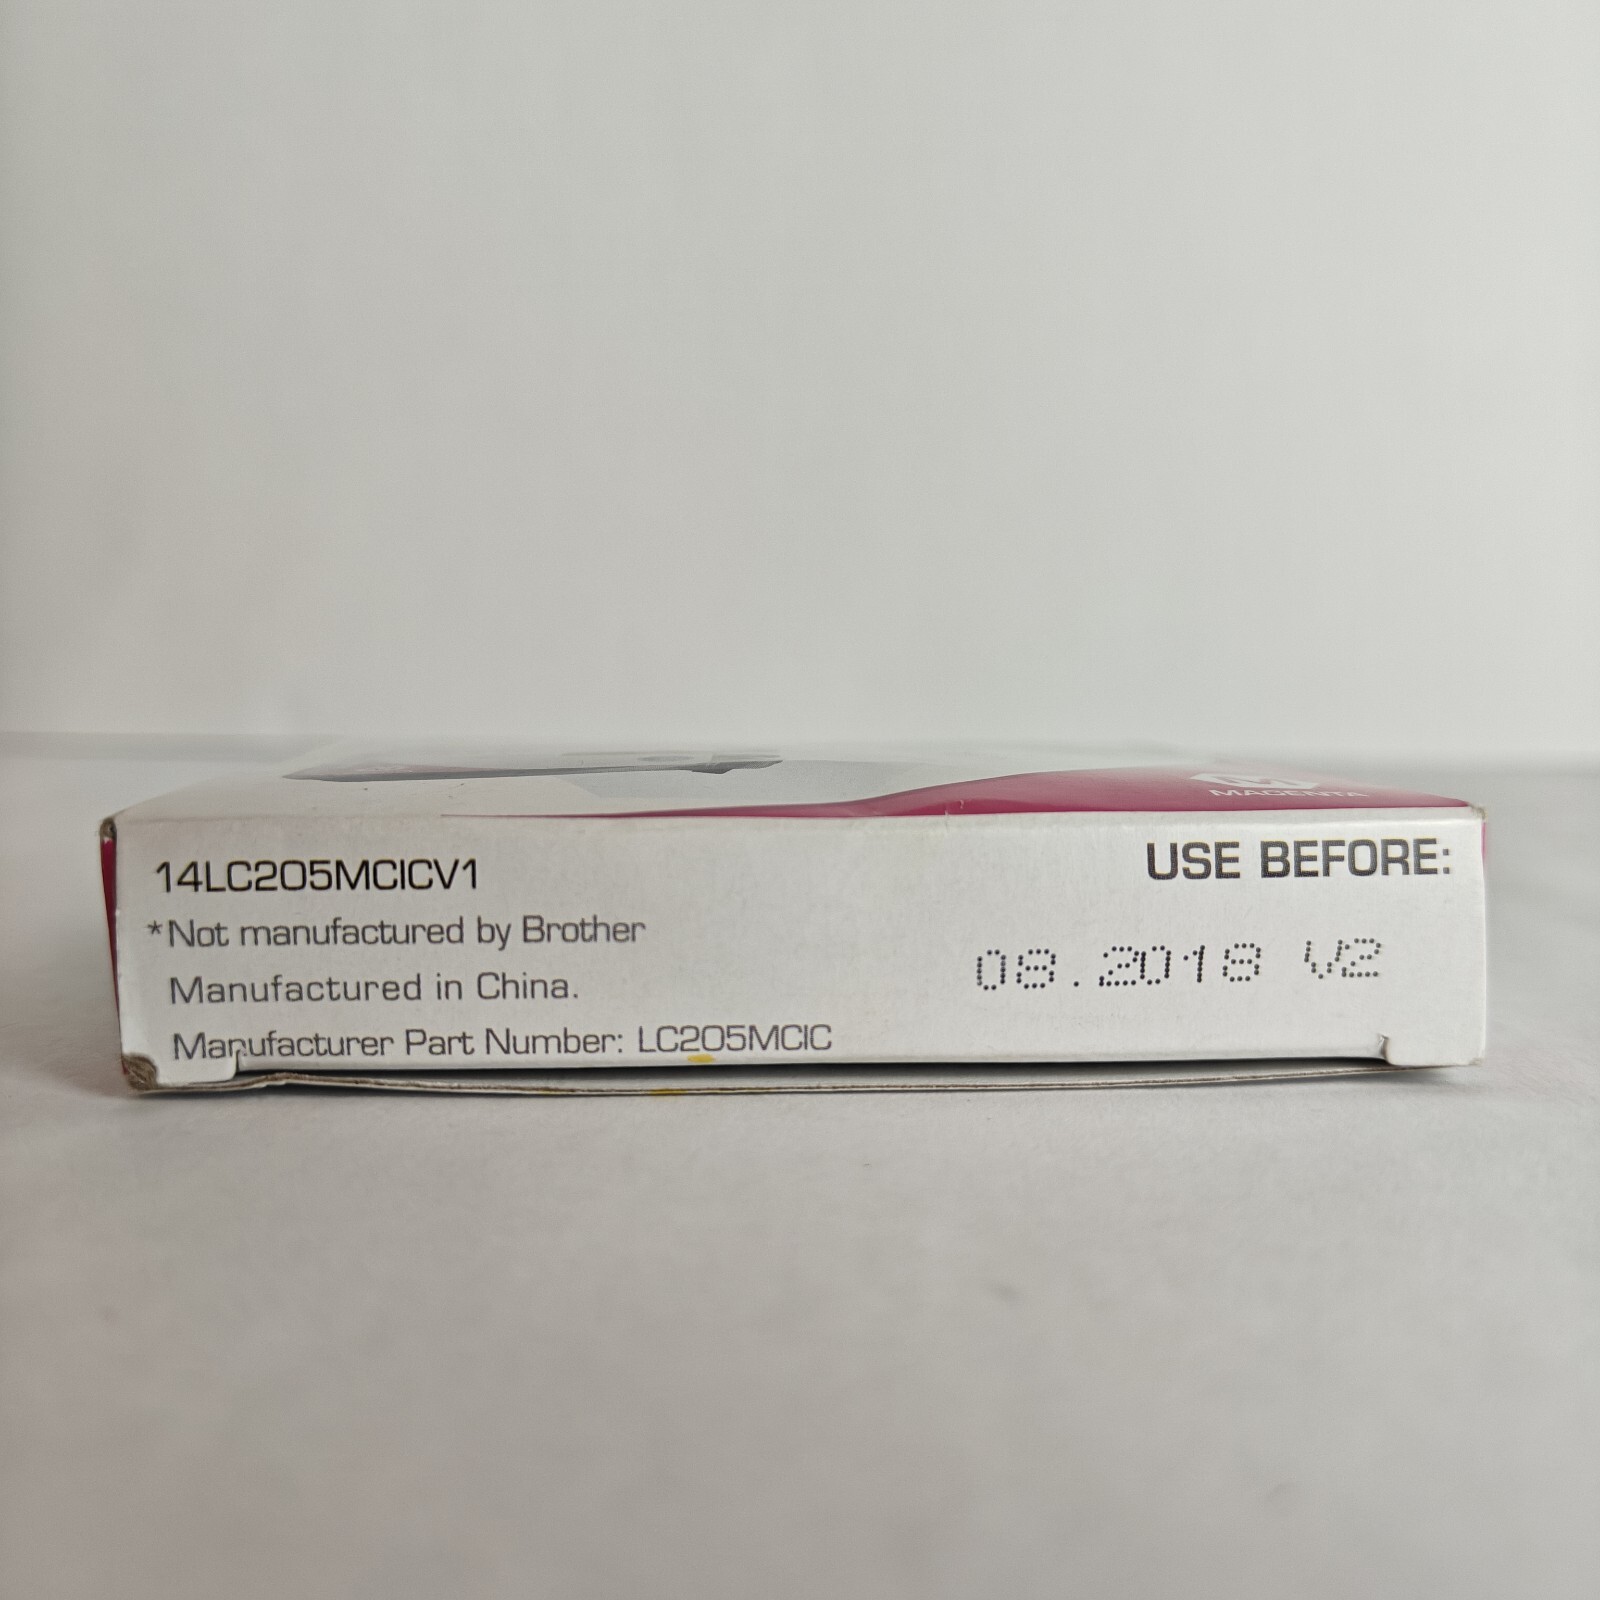 M
MAGENTA
14LC205MCICV1
USE BEFORE:
*Not manufactured by Brother
08.2018 V2
Manufactured in China.
Manufacturer Part Number: LC205MCIC